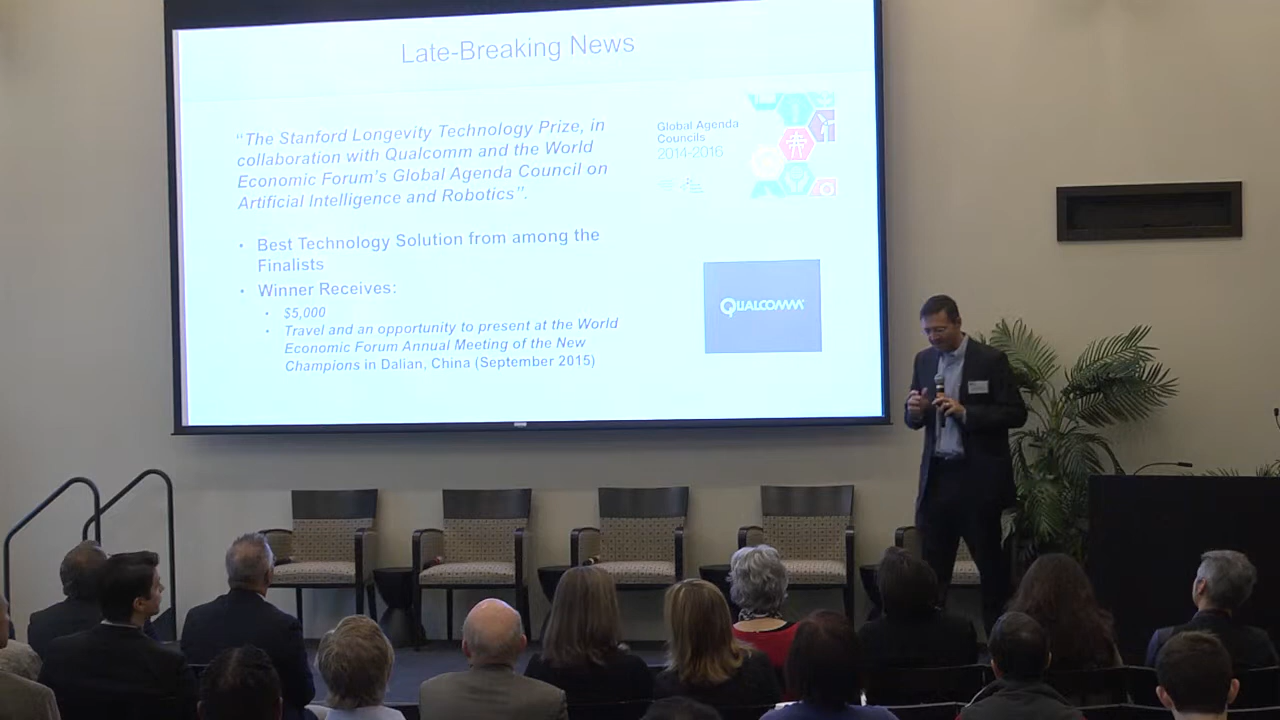 Late-Breaking News
“The Stanford Longevity Technology Prize, in
collaboration with Qualcomm and the World
Economic Forum’s Global Agenda Council on
Artificial Intelligence and Robotics”.
• Best Technology Solution from among the
Finalists
• Winner Receives:
• $5,000
• Travel and an opportunity to present at the World
Economic Forum Annual Meeting of the New
Champions in Dalian, China (September 2015)
Global Agenda
Councils
2014-2016
QUALCOMM